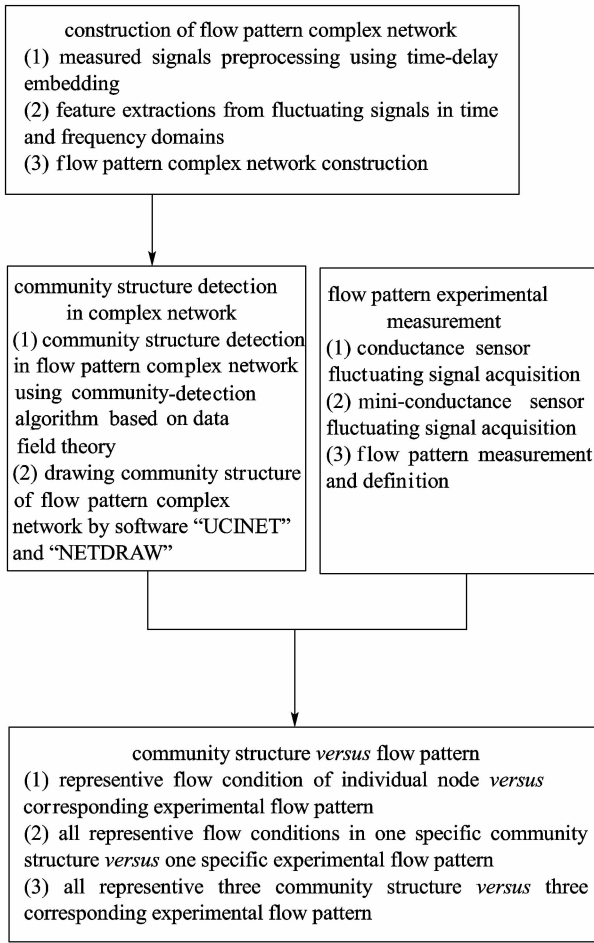 construction of flow pattern complex network
(1) measured signals preprocessing using time-delay
embedding
(2) feature extractions from fluctuating signals in time
and frequency domains
(3) flow pattern complex network construction
community structure detection
in complex network
(1) community structure detection
in flow pattern complex network
using community-detection
algorithm based on data
field theory
(2) drawing community structure
of flow pattern complex
network by software “UCINET”
and “NETDRAW”
flow pattern experimental
measurement
(1) conductance sensor
fluctuating signal acquisition
(2) mini-conductance sensor
fluctuating signal acquisition
(3) flow pattern measurement
and definition
community structure versus flow pattern
(1) representive flow condition of individual node versus
corresponding experimental flow pattern
(2) all representive flow conditions in one specific community
structure versus one specific experimental flow pattern
(3) all representive three community structure versus three
corresponding experimental flow pattern